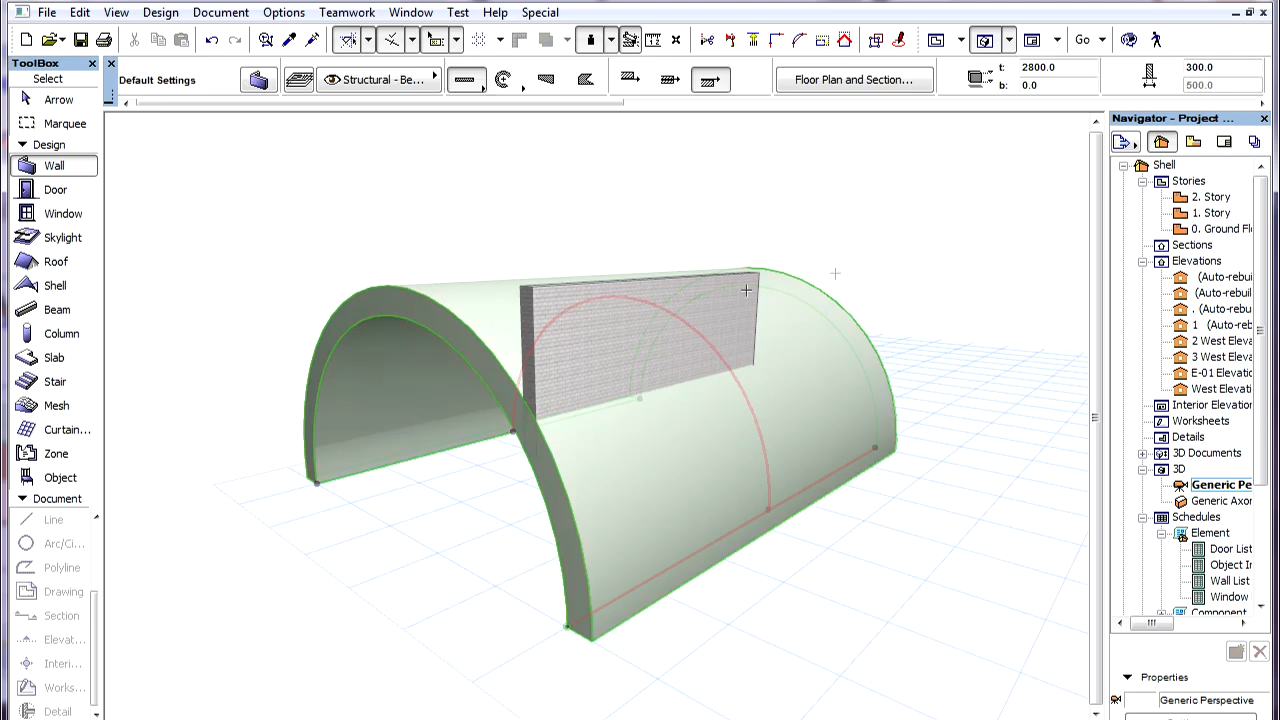 File Edit View Design Document Options Teamwork Window Test Help Special
Go
ToolBox
Select
Arrow
Marquee
Design
Wall
Door
Window
Skylight
Roof
Shell
Beam
Column
Slab
Stair
Mesh
Curtain...
Zone
Object
Document
Line
Arc/Ci...
Polyline
Drawing
Section
Elevat...
Interi...
Works...
Detail
Default Settings
Structural - Be...
Floor Plan and Section...
t: 2800.0
b: 0.0
300.0
500.0
Navigator - Project ...
Shell
Stories
2. Story
1. Story
0. Ground Fl
Sections
Elevations
(Auto-rebui
(Auto-rebuil
. (Auto-rebui
1 (Auto-reb
2 West Eleva
3 West Eleva
E-01 Elevatio
West Elevati
Interior Elevation
Worksheets
Details
3D Documents
3D
Generic Pe
Generic Axor
Schedules
Element
Door List
Object In
Wall List
Window
Component
Properties
Generic Perspective